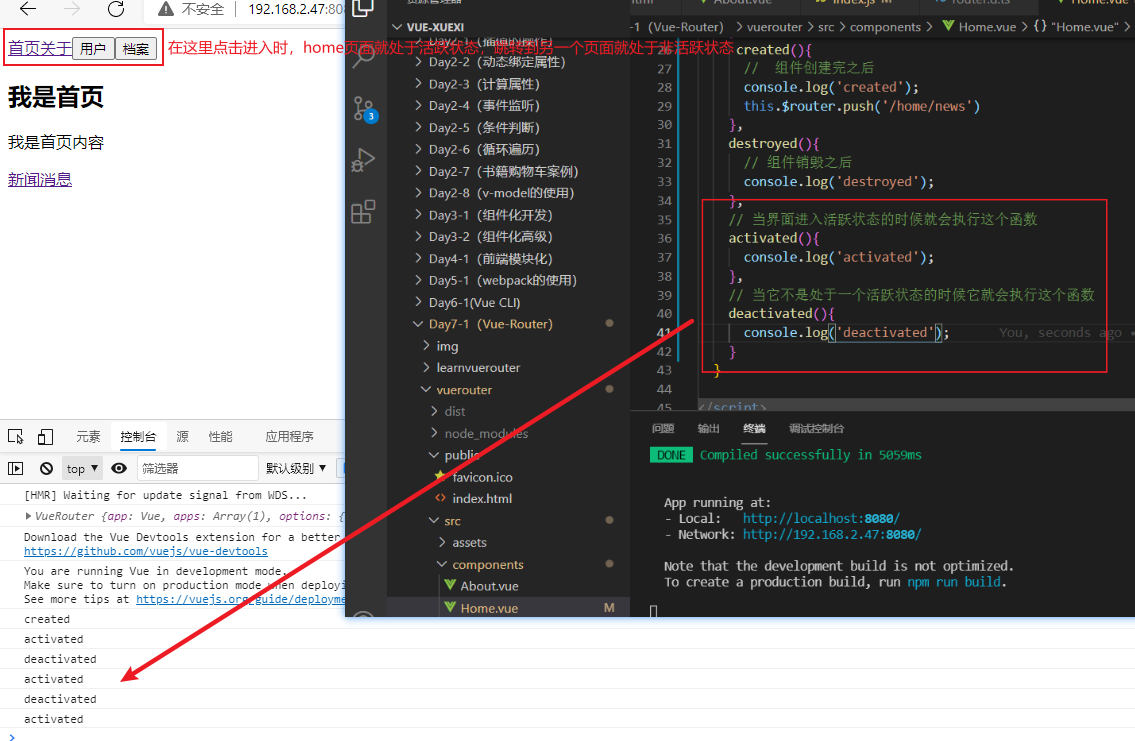 不安全
192.168.2.47:808
首页关于 用户 档案
在这里点击进入时，home页面就处于活跃状态，跳转到另一个页面就处于非活跃状态
我是首页
我是首页内容
新闻消息
元素 控制台 源 性能 应用程序
top ▼ 筛选器 默认级别 ▼
[HMR] Waiting for update signal from WDS...
VueRouter {app: Vue, apps: Array(1), options: {
Download the Vue Devtools extension for a better
https://github.com/vuejs/vue-devtools
You are running Vue in development mode.
Make sure to turn on production mode when deployi
See more tips at https://vuejs.org/guide/deployme
created
activated
deactivated
activated
deactivated
activated
VUE-XUEXI
Day2-2 （动态绑定属性）
Day2-3 （计算属性）
Day2-4 （事件监听）
Day2-5 （条件判断）
Day2-6 （循环遍历）
Day2-7 （书籍购物车案例）
Day2-8 （v-model的使用）
Day3-1 （组件化开发）
Day3-2 （组件化高级）
Day4-1 （前端模块化）
Day5-1 （webpack的使用）
Day6-1(Vue CLI)
Day7-1 （Vue-Router）
img
learnvuerouter
vuerouter
dist
node_modules
public
favicon.ico
index.html
src
assets
components
About.vue
Home.vue M
3
-1 （Vue-Router） > vuerouter > src > components > Home.vue > {} "Home.vue" >
created(){
27 // 组件创建完之后
28 console.log('created');
29 this.$router.push('/home/news')
30 },
31 destroyed(){
32 // 组件销毁之后
33 console.log('destroyed');
34 },
35 // 当界面进入活跃状态的时候就会执行这个函数
36 activated(){
37 console.log('activated');
38 },
39 // 当它不是处于一个活跃状态的时候它就会执行这个函数
40 deactivated(){
41 console.log('deactivated'); You, seconds ago •
42 }
43 }
44
45 </script>
问题 输出 终端 调试控制台
DONE Compiled successfully in 5059ms
App running at:
- Local: http://localhost:8080/
- Network: http://192.168.2.47:8080/
Note that the development build is not optimized.
To create a production build, run npm run build.